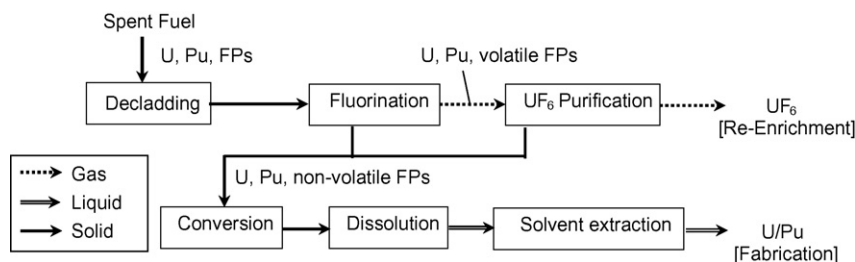 Spent Fuel
U, Pu, FPs
U, Pu, volatile FPs
Decladding
Fluorination
UF₆ Purification
UF₆
[Re-Enrichment]
Gas
Liquid
Solid
U, Pu, non-volatile FPs
Conversion
Dissolution
Solvent extraction
U/Pu
[Fabrication]